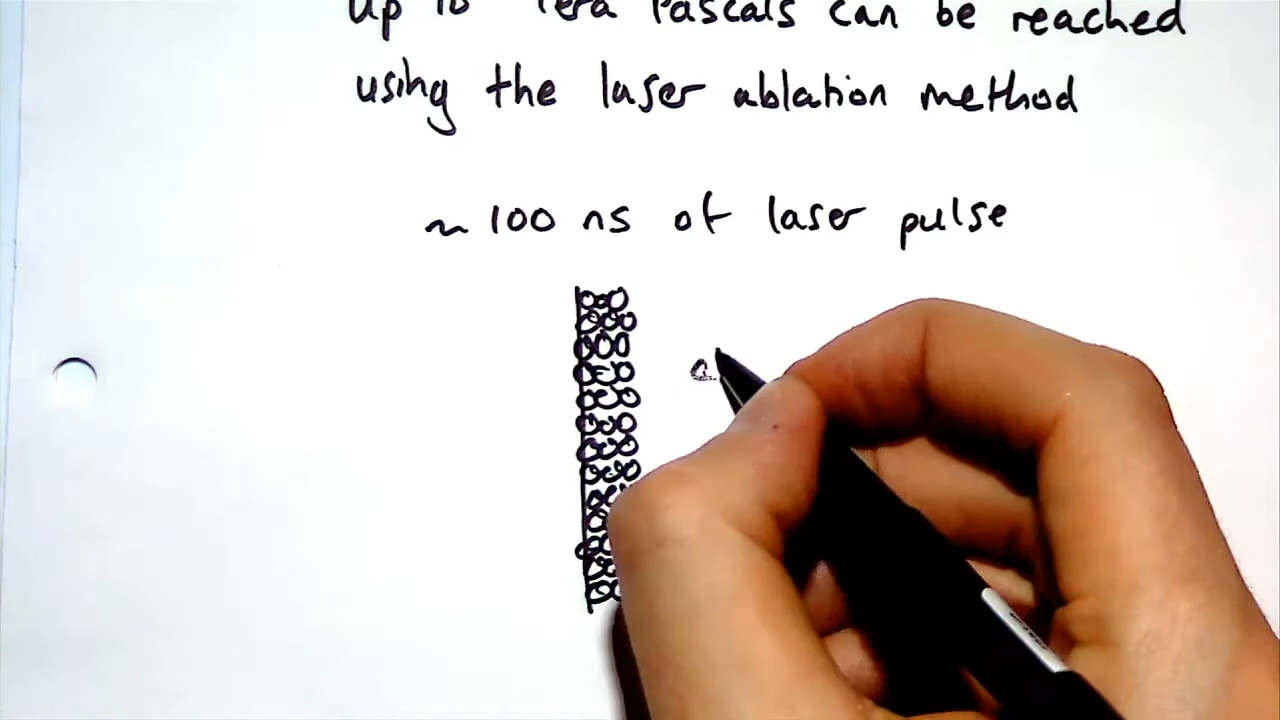 up to Tera Pascals can be reached
using the laser ablation method
~ 100 ns of laser pulse
a